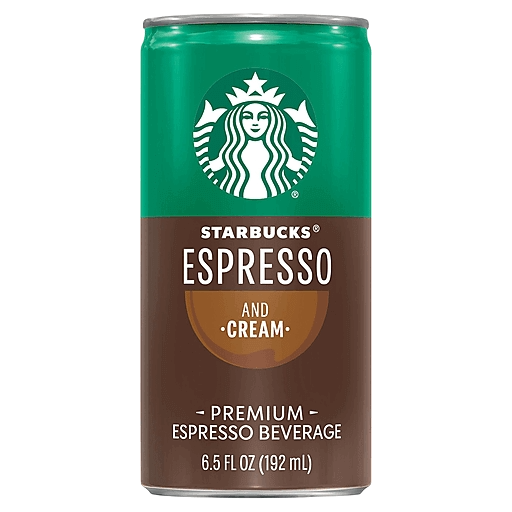 ®
STARBUCKS®
ESPRESSO
AND
·CREAM·
- PREMIUM -
ESPRESSO BEVERAGE
6.5 FL OZ (192 mL)